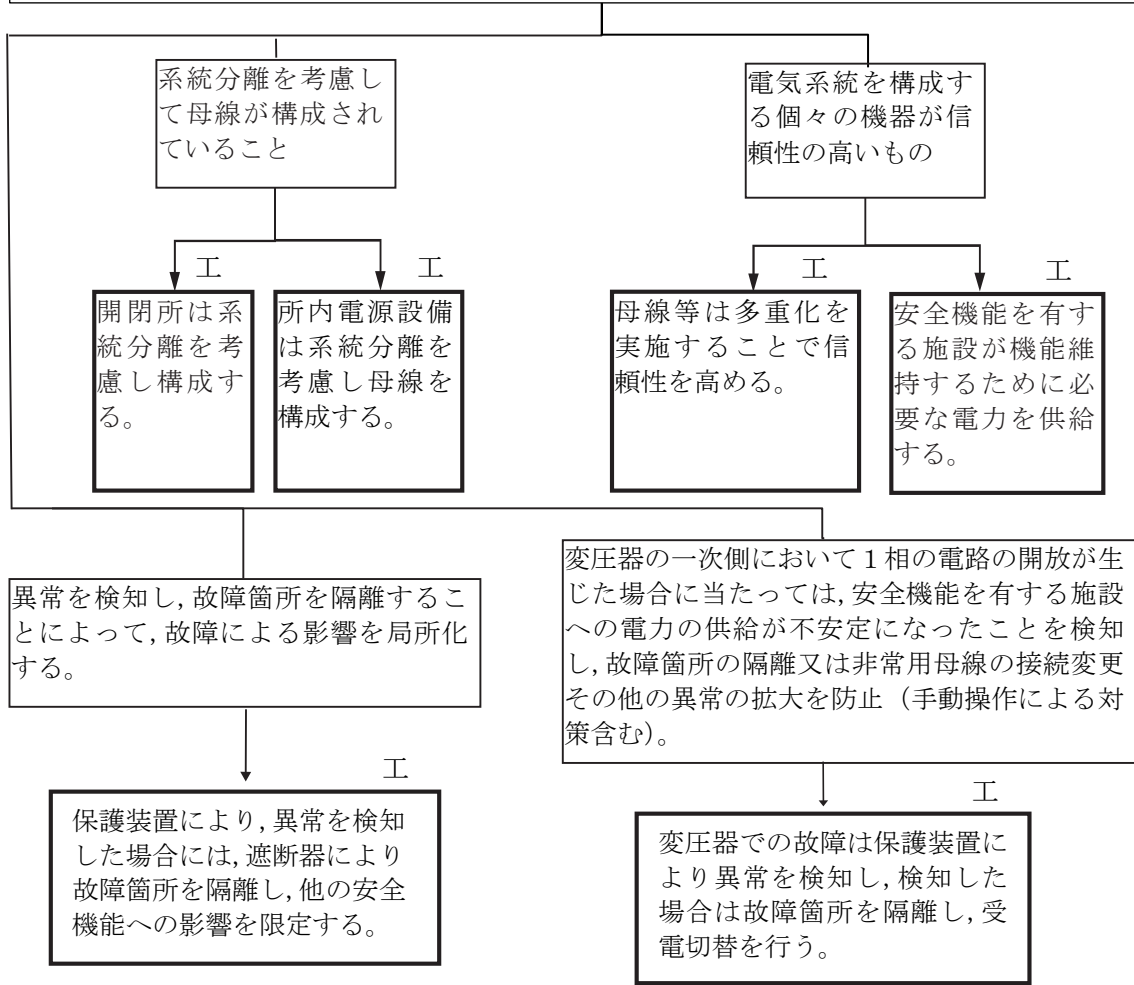 系統分離を考慮し
て母線が構成され
ていること
電気系統を構成す
る個々の機器が信
頼性の高いもの
工
工
工
工
開閉所は系
統分離を考
慮し構成す
る。
所内電源設備
は系統分離を
考慮し母線を
構成する。
母線等は多重化を
実施することで信
頼性を高める。
安全機能を有す
る施設が機能維
持するために必
要な電力を供給
する。
異常を検知し,故障箇所を隔離するこ
とによって,故障による影響を局所化
する。
変圧器の一次側において1相の電路の開放が生
じた場合に当たっては,安全機能を有する施設
への電力の供給が不安定になったことを検知
し,故障箇所の隔離又は非常用母線の接続変更
その他の異常の拡大を防止(手動操作による対
策含む)。
工
工
保護装置により,異常を検知
した場合には,遮断器により
故障箇所を隔離し,他の安全
機能への影響を限定する。
変圧器での故障は保護装置に
より異常を検知し,検知した
場合は故障箇所を隔離し,受
電切替を行う。